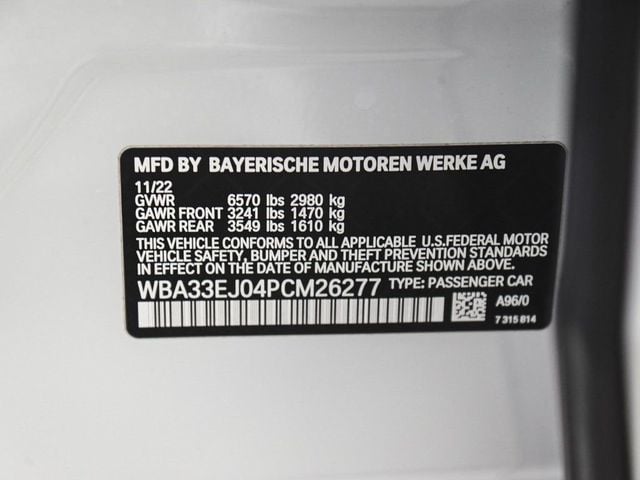 MFD BY BAYERISCHE MOTOREN WERKE AG
11/22
GVWR 6570 lbs 2980 kg
GAWR FRONT 3241 lbs 1470 kg
GAWR REAR 3549 lbs 1610 kg
THIS VEHICLE CONFORMS TO ALL APPLICABLE U.S.FEDERAL MOTOR
VEHICLE SAFETY, BUMPER AND THEFT PREVENTION STANDARDS
IN EFFECT ON THE DATE OF MANUFACTURE SHOWN ABOVE.
WBA33EJ04PCM26277 TYPE: PASSENGER CAR
A96/0
7 315 814